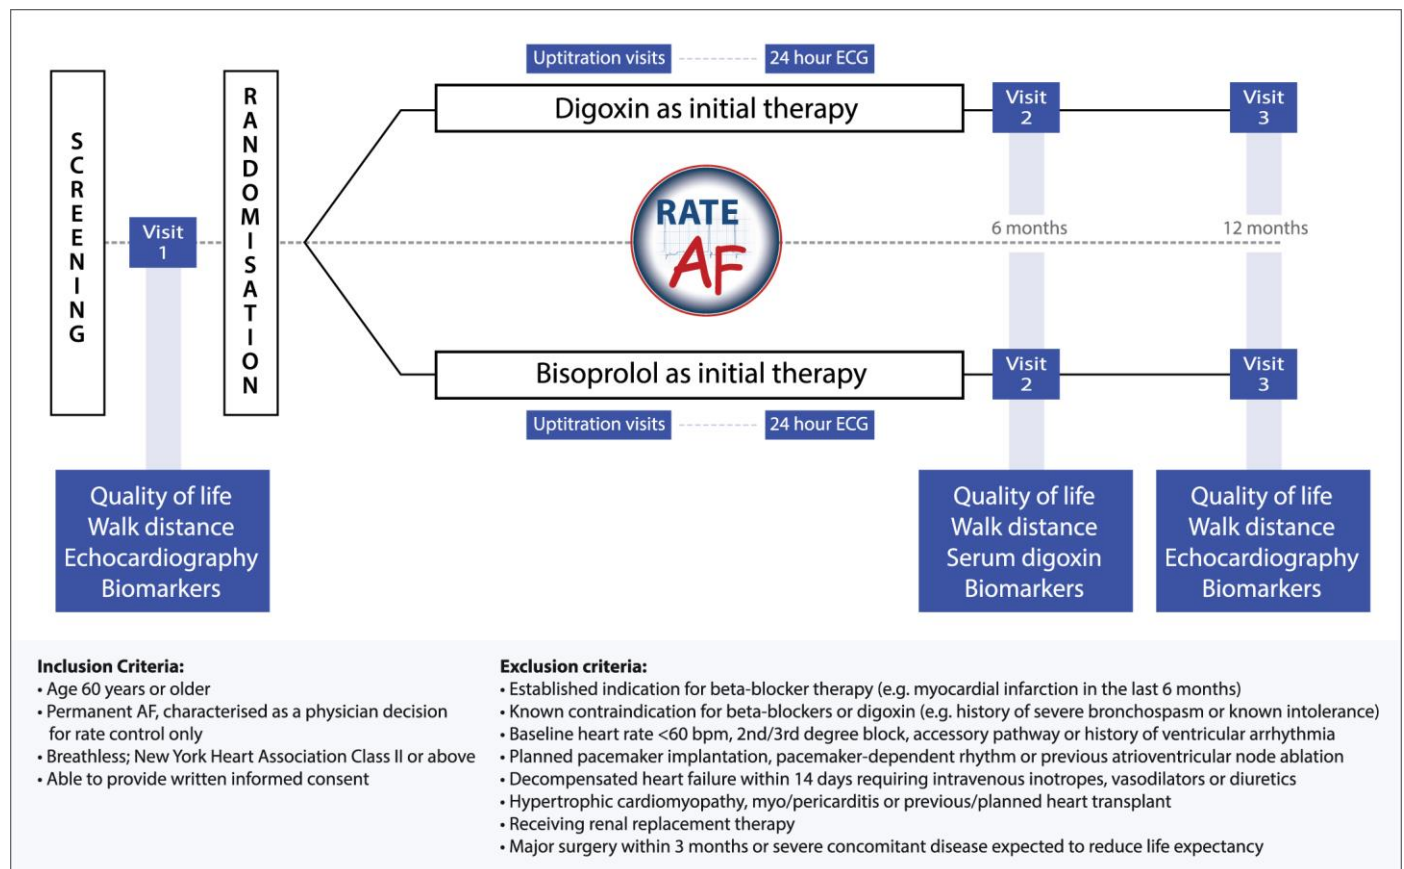 SCREENING
Visit
1
RANDOMISATION
Uptitration visits
24 hour ECG
Digoxin as initial therapy
Visit
2
Visit
3
RATE
AF
6 months
12 months
Bisoprolol as initial therapy
Visit
2
Visit
3
Uptitration visits
24 hour ECG
Quality of life
Walk distance
Echocardiography
Biomarkers
Quality of life
Walk distance
Serum digoxin
Biomarkers
Quality of life
Walk distance
Echocardiography
Biomarkers
Inclusion Criteria:
• Age 60 years or older
• Permanent AF, characterised as a physician decision
for rate control only
• Breathless; New York Heart Association Class II or above
• Able to provide written informed consent
Exclusion criteria:
• Established indication for beta-blocker therapy (e.g. myocardial infarction in the last 6 months)
• Known contraindication for beta-blockers or digoxin (e.g. history of severe bronchospasm or known intolerance)
• Baseline heart rate <60 bpm, 2nd/3rd degree block, accessory pathway or history of ventricular arrhythmia
• Planned pacemaker implantation, pacemaker-dependent rhythm or previous atrioventricular node ablation
• Decompensated heart failure within 14 days requiring intravenous inotropes, vasodilators or diuretics
• Hypertrophic cardiomyopathy, myo/pericarditis or previous/planned heart transplant
• Receiving renal replacement therapy
• Major surgery within 3 months or severe concomitant disease expected to reduce life expectancy